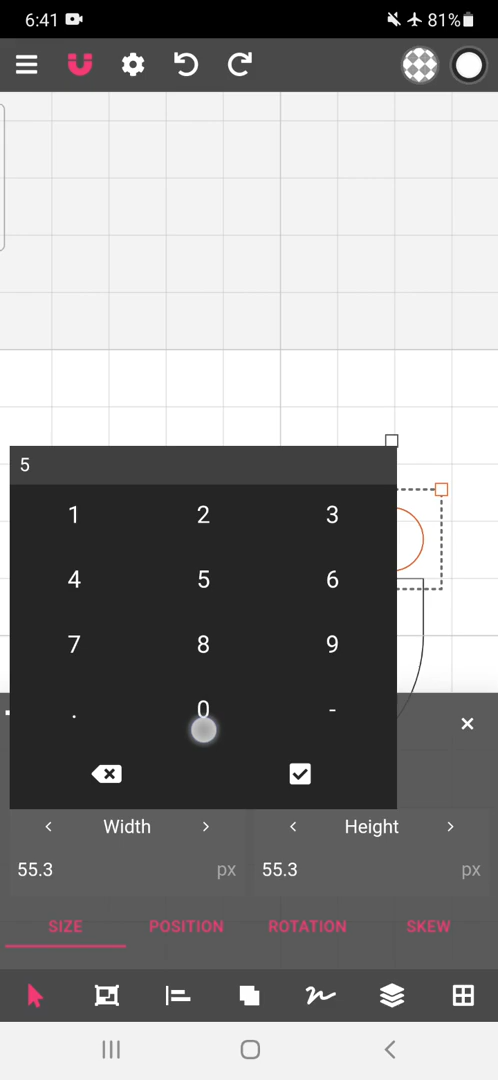 6:41
81%
5
1 2 3
4 5 6
7 8 9
. 0 -
Width Height
55.3 px 55.3 px
SIZE POSITION ROTATION SKEW